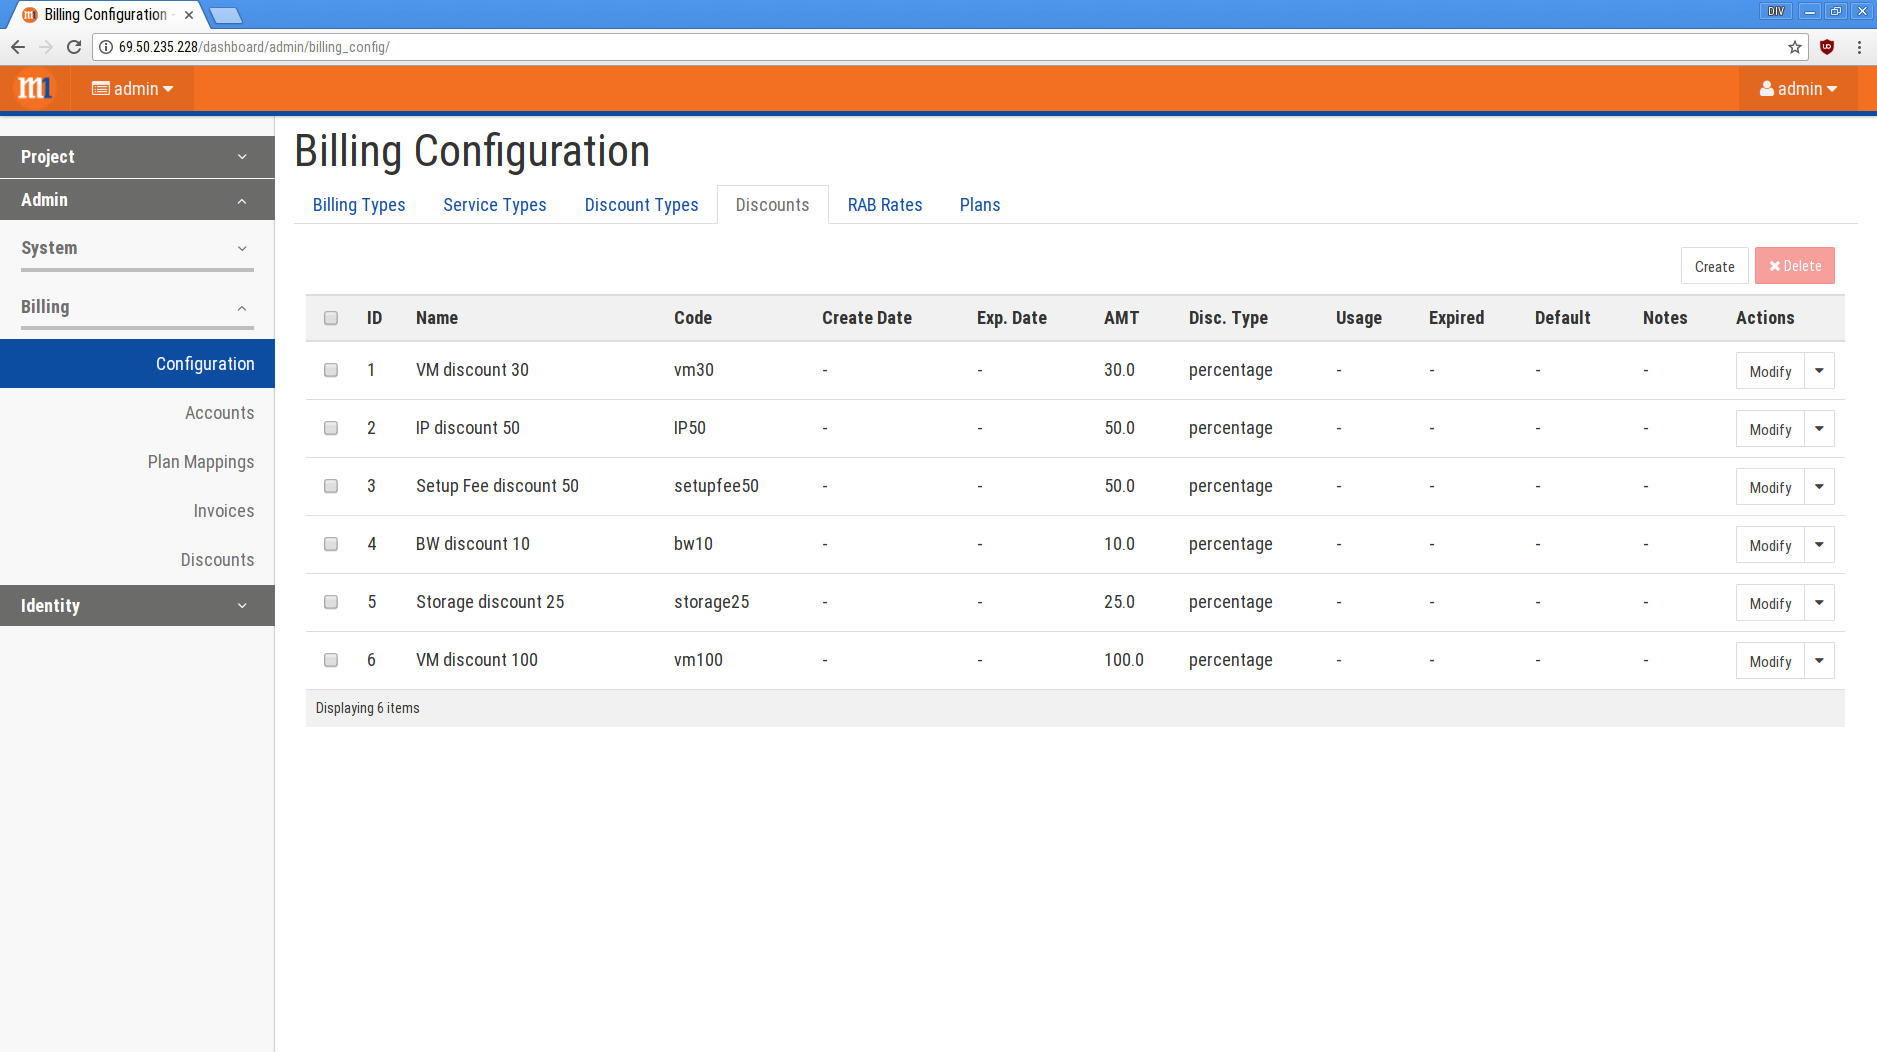 Billing Configuration -
DIV
69.50.235.228/dashboard/admin/billing_config/
m1 admin admin
Project
Admin
System
Billing
Configuration
Accounts
Plan Mappings
Invoices
Discounts
Identity
Billing Configuration
Billing Types Service Types Discount Types Discounts RAB Rates Plans
Create Delete
ID Name Code Create Date Exp. Date AMT Disc. Type Usage Expired Default Notes Actions
1 VM discount 30 vm30 - - 30.0 percentage - - - - Modify
2 IP discount 50 IP50 - - 50.0 percentage - - - - Modify
3 Setup Fee discount 50 setupfee50 - - 50.0 percentage - - - - Modify
4 BW discount 10 bw10 - - 10.0 percentage - - - - Modify
5 Storage discount 25 storage25 - - 25.0 percentage - - - - Modify
6 VM discount 100 vm100 - - 100.0 percentage - - - - Modify
Displaying 6 items